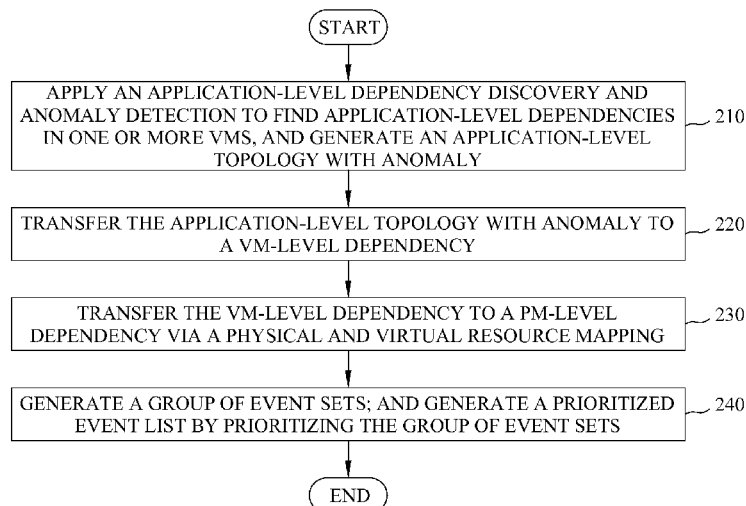 START
APPLY AN APPLICATION-LEVEL DEPENDENCY DISCOVERY AND
ANOMALY DETECTION TO FIND APPLICATION-LEVEL DEPENDENCIES
IN ONE OR MORE VMS, AND GENERATE AN APPLICATION-LEVEL
TOPOLOGY WITH ANOMALY
210
TRANSFER THE APPLICATION-LEVEL TOPOLOGY WITH ANOMALY TO
A VM-LEVEL DEPENDENCY
220
TRANSFER THE VM-LEVEL DEPENDENCY TO A PM-LEVEL
DEPENDENCY VIA A PHYSICAL AND VIRTUAL RESOURCE MAPPING
230
GENERATE A GROUP OF EVENT SETS; AND GENERATE A PRIORITIZED
EVENT LIST BY PRIORITIZING THE GROUP OF EVENT SETS
240
END